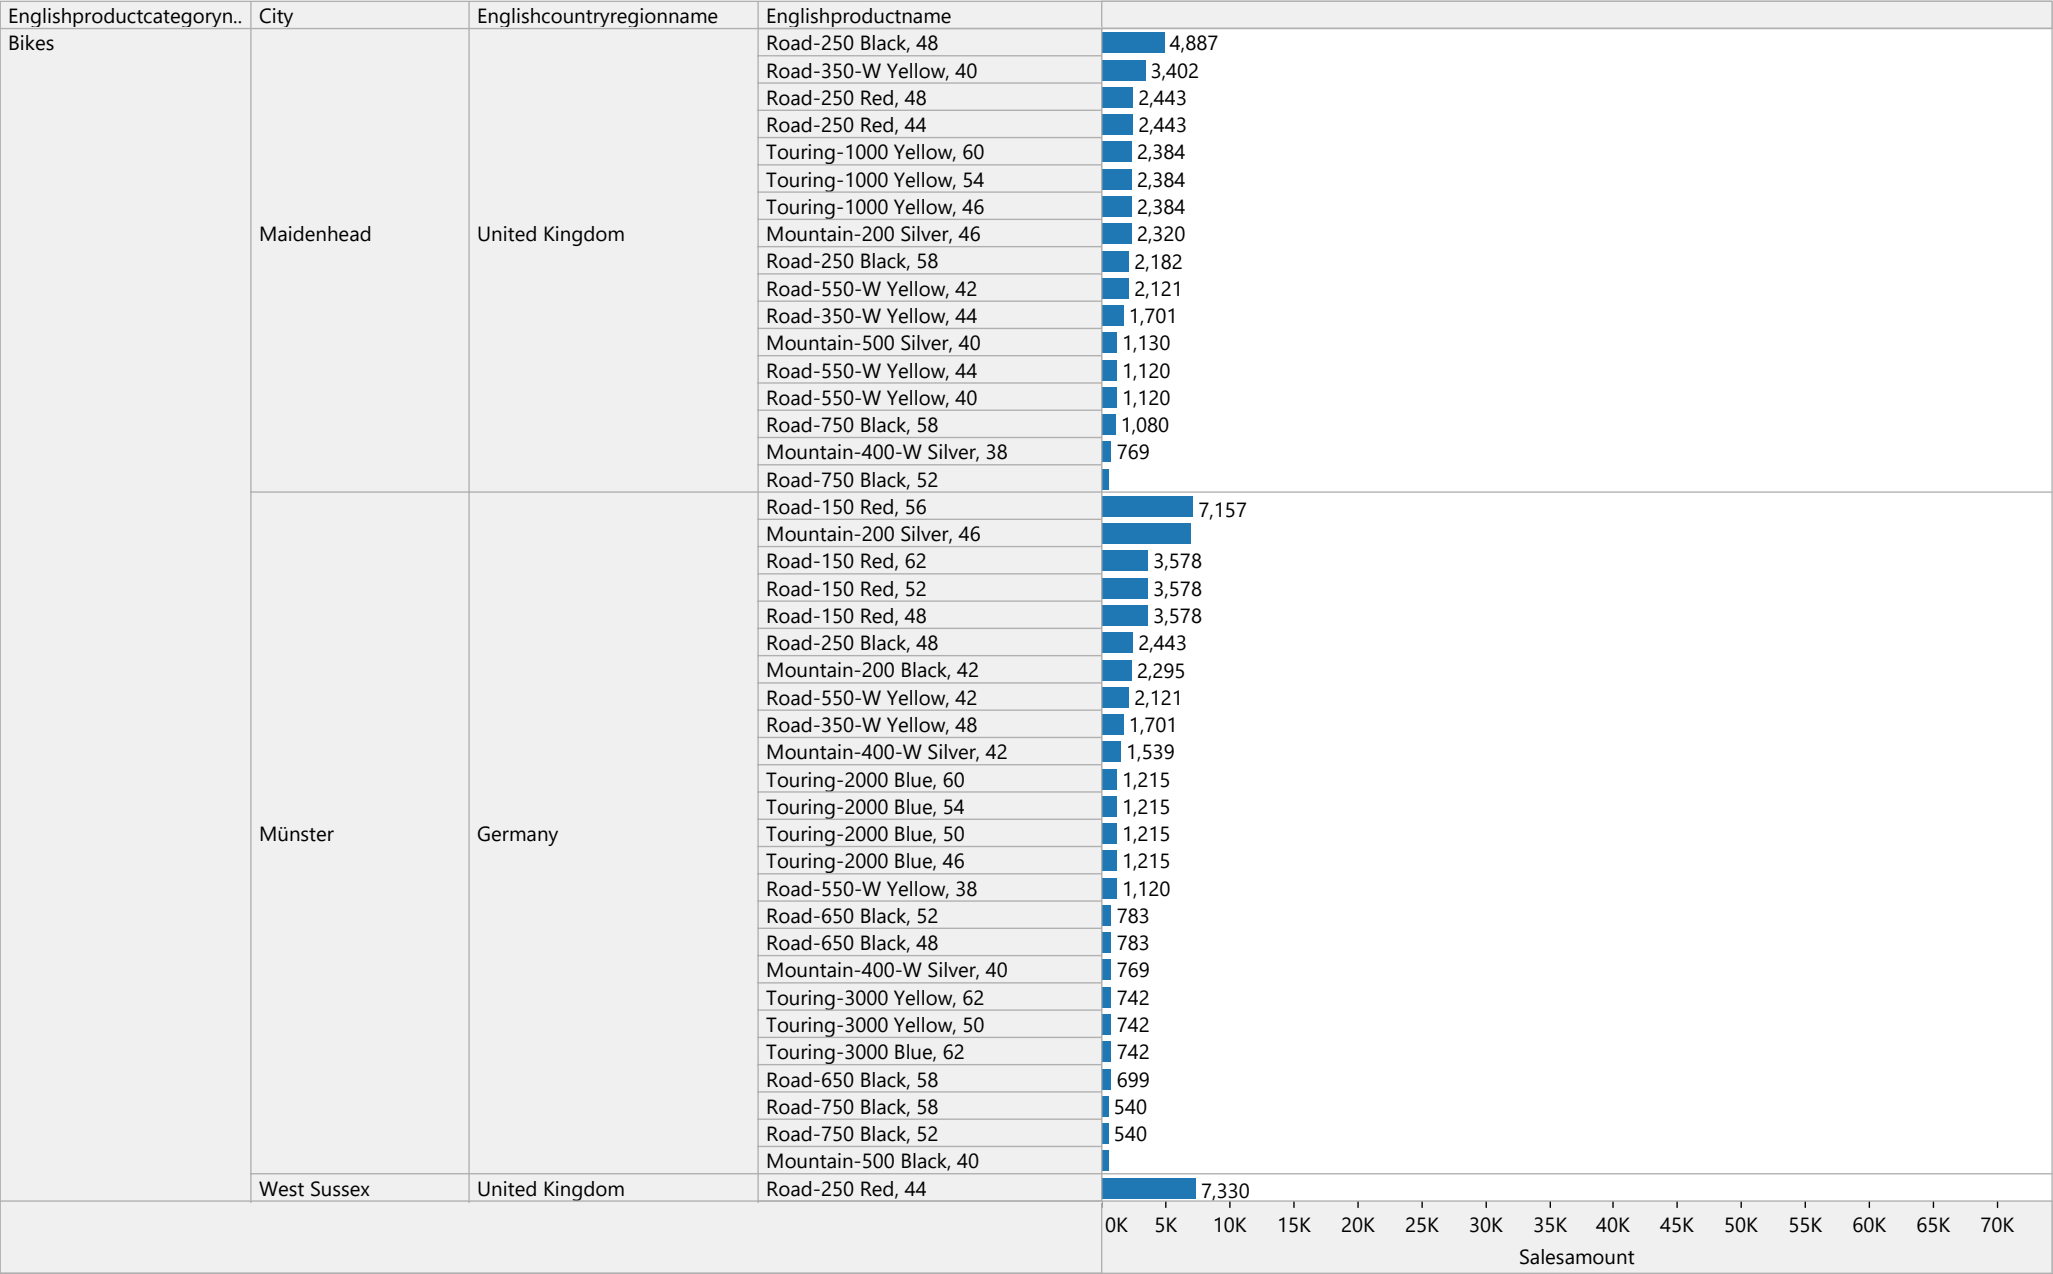 Englishproductcategoryn.. City Englishcountryregionname Englishproductname
Bikes Road-250 Black, 48 4,887
Road-350-W Yellow, 40 3,402
Road-250 Red, 48 2,443
Road-250 Red, 44 2,443
Touring-1000 Yellow, 60 2,384
Touring-1000 Yellow, 54 2,384
Touring-1000 Yellow, 46 2,384
Maidenhead United Kingdom Mountain-200 Silver, 46 2,320
Road-250 Black, 58 2,182
Road-550-W Yellow, 42 2,121
Road-350-W Yellow, 44 1,701
Mountain-500 Silver, 40 1,130
Road-550-W Yellow, 44 1,120
Road-550-W Yellow, 40 1,120
Road-750 Black, 58 1,080
Mountain-400-W Silver, 38 769
Road-750 Black, 52
Road-150 Red, 56 7,157
Mountain-200 Silver, 46
Road-150 Red, 62 3,578
Road-150 Red, 52 3,578
Road-150 Red, 48 3,578
Road-250 Black, 48 2,443
Mountain-200 Black, 42 2,295
Road-550-W Yellow, 42 2,121
Road-350-W Yellow, 48 1,701
Mountain-400-W Silver, 42 1,539
Touring-2000 Blue, 60 1,215
Touring-2000 Blue, 54 1,215
Münster Germany Touring-2000 Blue, 50 1,215
Touring-2000 Blue, 46 1,215
Road-550-W Yellow, 38 1,120
Road-650 Black, 52 783
Road-650 Black, 48 783
Mountain-400-W Silver, 40 769
Touring-3000 Yellow, 62 742
Touring-3000 Yellow, 50 742
Touring-3000 Blue, 62 742
Road-650 Black, 58 699
Road-750 Black, 58 540
Road-750 Black, 52 540
Mountain-500 Black, 40
West Sussex United Kingdom Road-250 Red, 44 7,330
0K 5K 10K 15K 20K 25K 30K 35K 40K 45K 50K 55K 60K 65K 70K
Salesamount